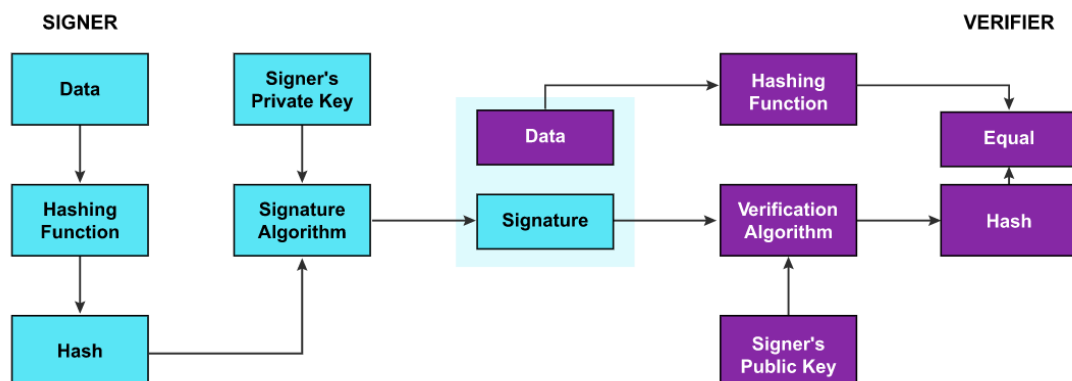 SIGNER
VERIFIER
Data
Signer's
Private Key
Hashing
Function
Data
Equal
Hashing
Function
Signature
Algorithm
Signature
Verification
Algorithm
Hash
Hash
Signer's
Public Key